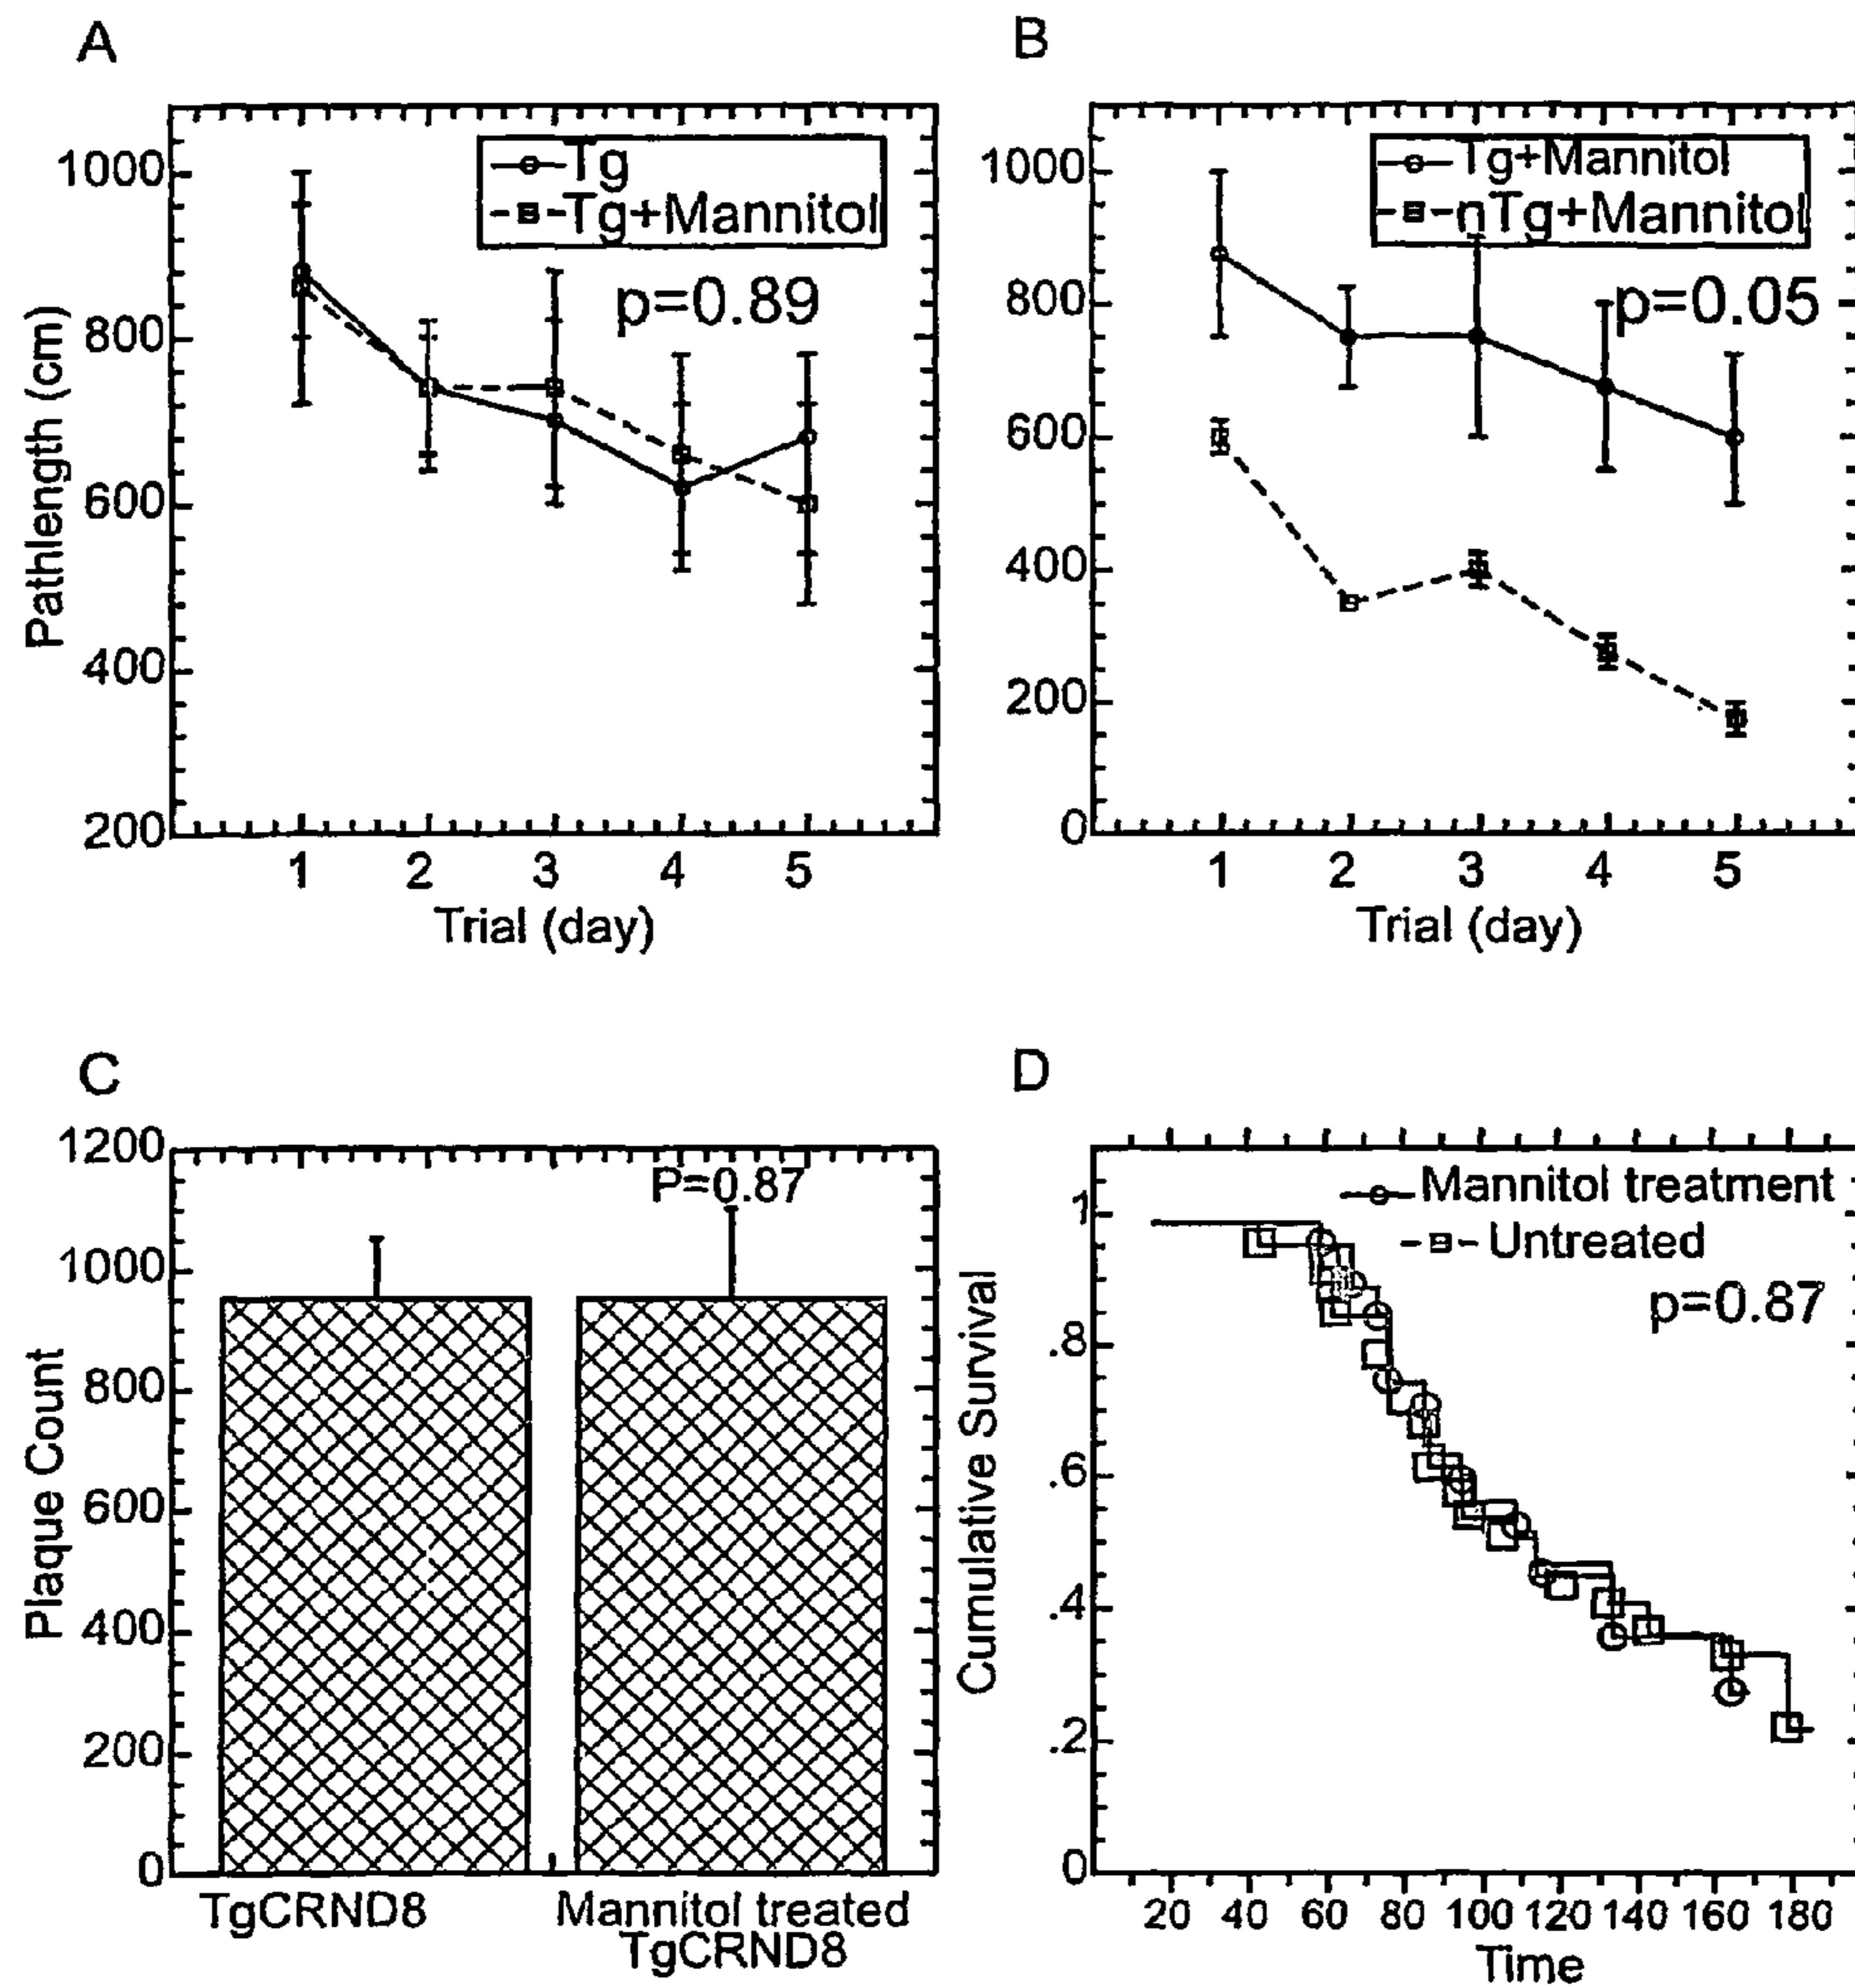 A
1000
800
600
400
200
Pathlength (cm)
Tg
Tg+Mannitol
p=0.89
1 2 3 4 5
Trial (day)
B
1000
800
600
400
200
0
Tg+Mannitol
nTg+Mannitol
p=0.05
1 2 3 4 5
Trial (day)
C
1200
1000
800
600
400
200
0
Plaque Count
P=0.87
TgCRND8
Mannitol treated
TgCRND8
D
1
.8
.6
.4
.2
0
Cumulative Survival
Mannitol treatment
Untreated
p=0.87
20 40 60 80 100 120 140 160 180
Time